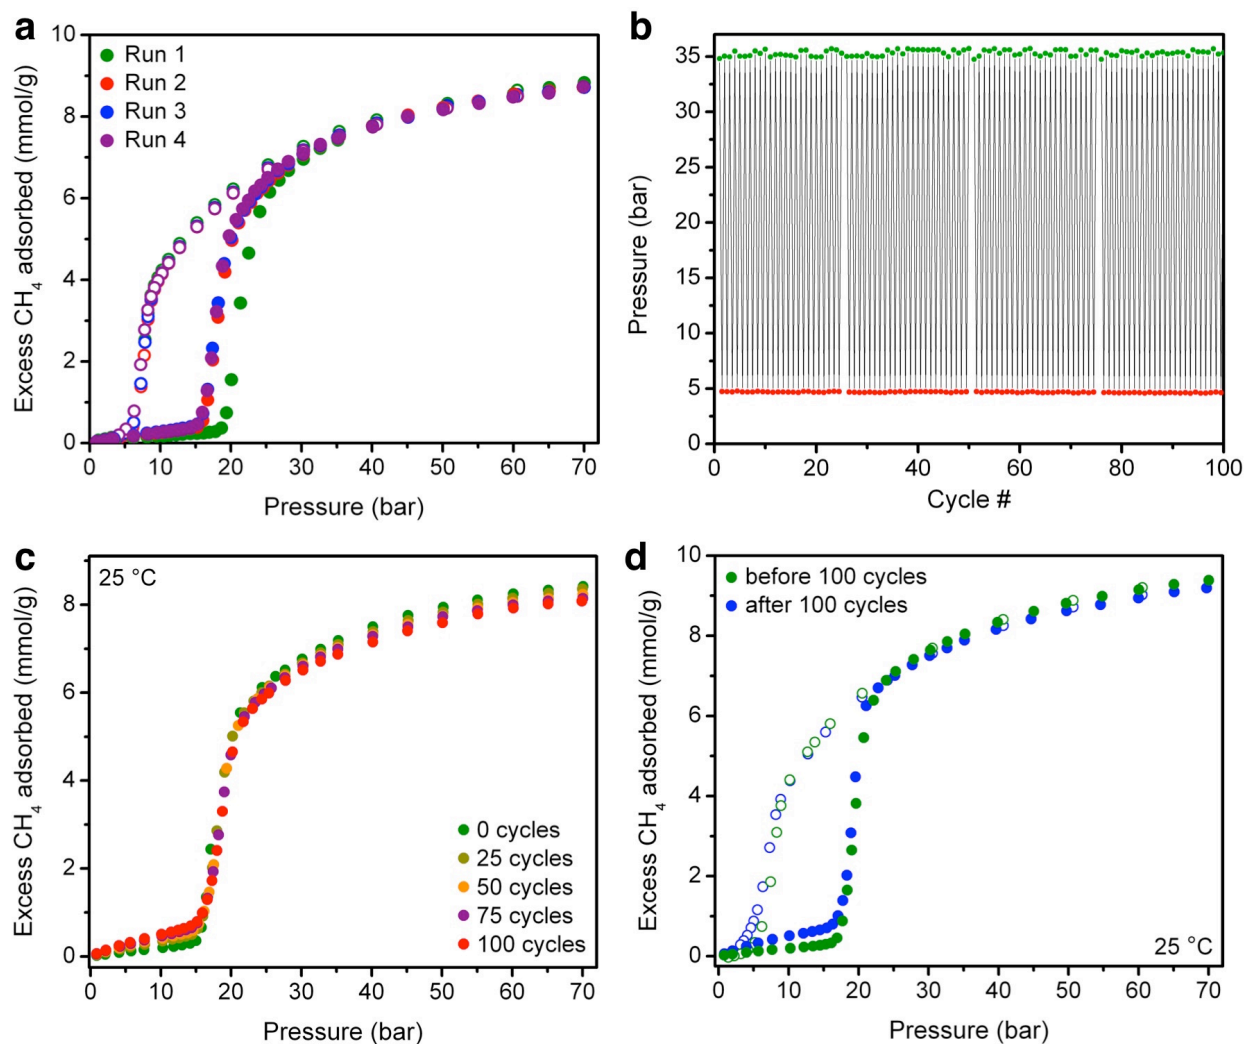 a
10
8
6
4
2
0
Excess CH4 adsorbed (mmol/g)
Run 1
Run 2
Run 3
Run 4
0 10 20 30 40 50 60 70
Pressure (bar)
b
35
30
25
20
15
10
5
0
Pressure (bar)
0 20 40 60 80 100
Cycle #
c
25 °C
8
6
4
2
0
Excess CH4 adsorbed (mmol/g)
0 cycles
25 cycles
50 cycles
75 cycles
100 cycles
0 10 20 30 40 50 60 70
Pressure (bar)
d
10
8
6
4
2
0
Excess CH4 adsorbed (mmol/g)
before 100 cycles
after 100 cycles
25 °C
0 10 20 30 40 50 60 70
Pressure (bar)